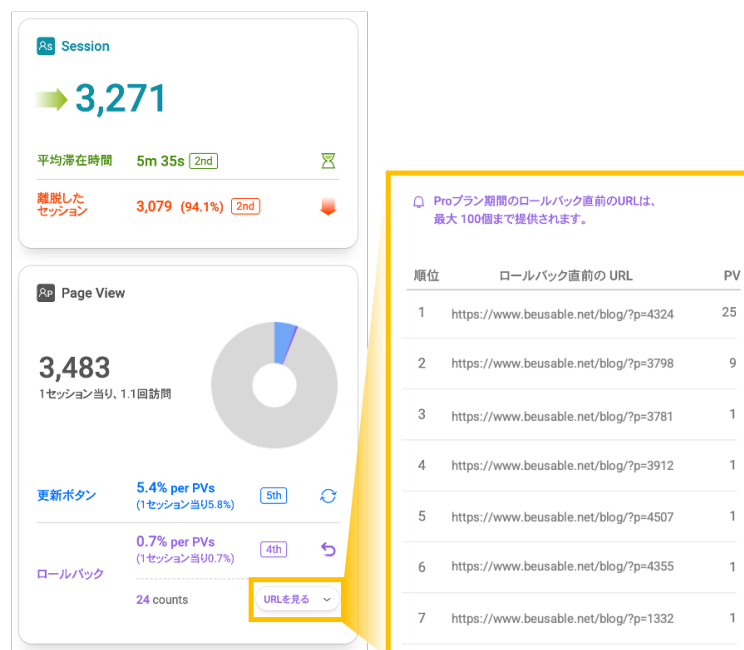 Session
3,271
平均滞在時間 5m 35s 2nd
離脱した
セッション 3,079 (94.1%) 2nd
Page View
3,483
1セッション当り、1.1回訪問
更新ボタン 5.4% per PVs 5th
(1セッション当り5.8%)
0.7% per PVs 4th
(1セッション当り0.7%)
ロールバック
24 counts URLを見る
Proプラン期間のロールバック直前のURLは、
最大 100個まで提供されます。
順位 ロールバック直前の URL PV
1 https://www.beusable.net/blog/?p=4324 25
2 https://www.beusable.net/blog/?p=3798 9
3 https://www.beusable.net/blog/?p=3781 1
4 https://www.beusable.net/blog/?p=3912 1
5 https://www.beusable.net/blog/?p=4507 1
6 https://www.beusable.net/blog/?p=4355 1
7 https://www.beusable.net/blog/?p=1332 1